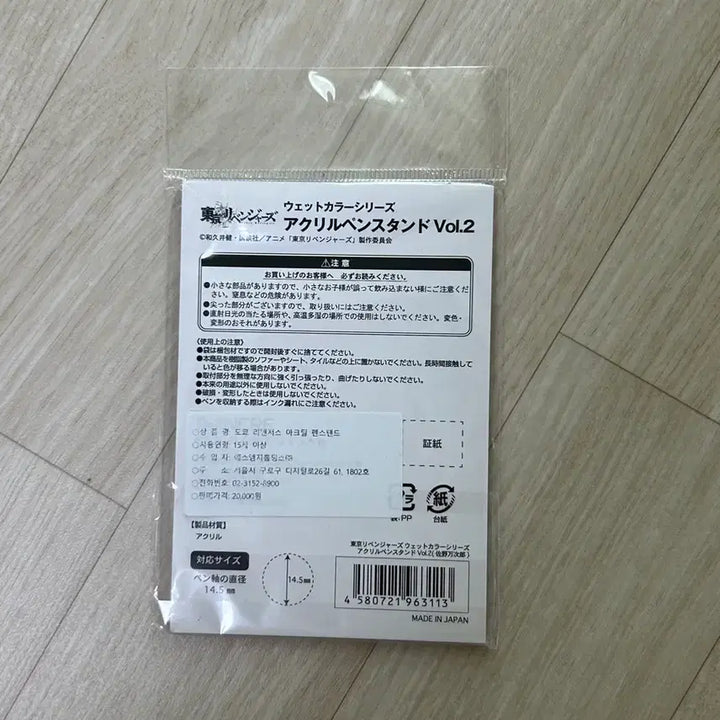 東京リベンジャーズ
ウェットカラーシリーズ
アクリルペンスタンド Vol.2
©和久井健・講談社／アニメ「東京リベンジャーズ」製作委員会
⚠注 意
お買い上げのお客様へ 必ずお読みください。
●小さな部品がありますので、小さなお子様が誤って飲み込まない様にご注意ください。窒息などの危険があります。
●尖った部分がございますので、取り扱いにはご注意ください。
●直射日光の当たる場所や、高温多湿の場所での使用はしないでください。変色・
変形のおそれがあります。
〈使用上の注意〉
●袋は梱包材ですので開封後すぐに捨ててください。
●本商品を樹脂製のソファーやシート、タイルなどの上に置かないでください。長時間接触して
いると色が移る場合があります。
●取付部分を無理な方向に強く引っ張ったり、曲げたりしないでください。
●本来の用途以外に使用しないでください。
●破損・変形したときは使用しないでください。
●ペンを収納する際はインク漏れにご注意ください。
○상 품 명: 도쿄 리벤저스 아크릴 펜스탠드
○사용연령: 15세 이상
○수 입 자: 에스엠지홀딩스㈜
○주 소: 서울시 구로구 디지털로26길 61, 1802호
○전화번호: 02-3152-8900
○판매가격: 20,000원
証紙
プラ
袋:PP
紙
台紙
【製品材質】
アクリル
対応サイズ
ペン軸の直径
14.5㎜
14.5㎜
東京リベンジャーズ ウェットカラーシリーズ
アクリルペンスタンド Vol.2( 佐野万次郎 )
4 580721 963113
MADE IN JAPAN